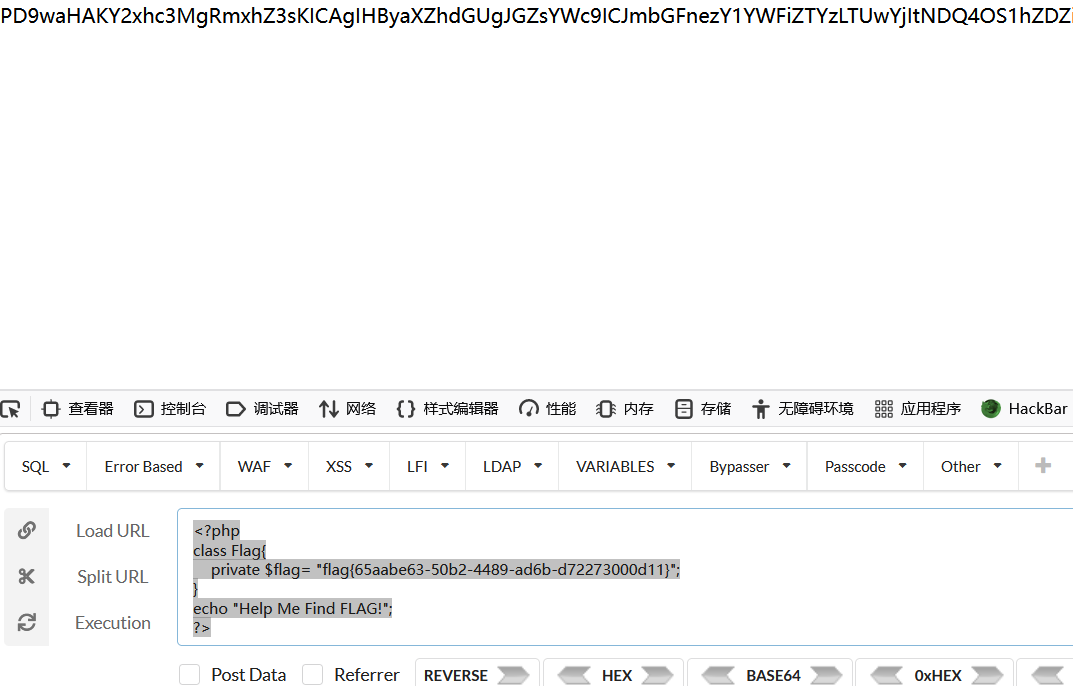 PD9waHAKY2xhc3MgRmxhZ3sKICAgIHByaXZhdGUgJGZsYWc9ICJmbGFnezY1YWFiZTYzLTUwYjItNDQ4OS1hZDZi
查看器 控制台 调试器 网络 样式编辑器 性能 内存 存储 无障碍环境 应用程序 HackBar
SQL Error Based WAF XSS LFI LDAP VARIABLES Bypasser Passcode Other
Load URL
Split URL
Execution
<?php
class Flag{
private $flag= "flag{65aabe63-50b2-4489-ad6b-d72273000d11}";
}
echo "Help Me Find FLAG!";
?>
Post Data Referrer REVERSE HEX BASE64 0xHEX